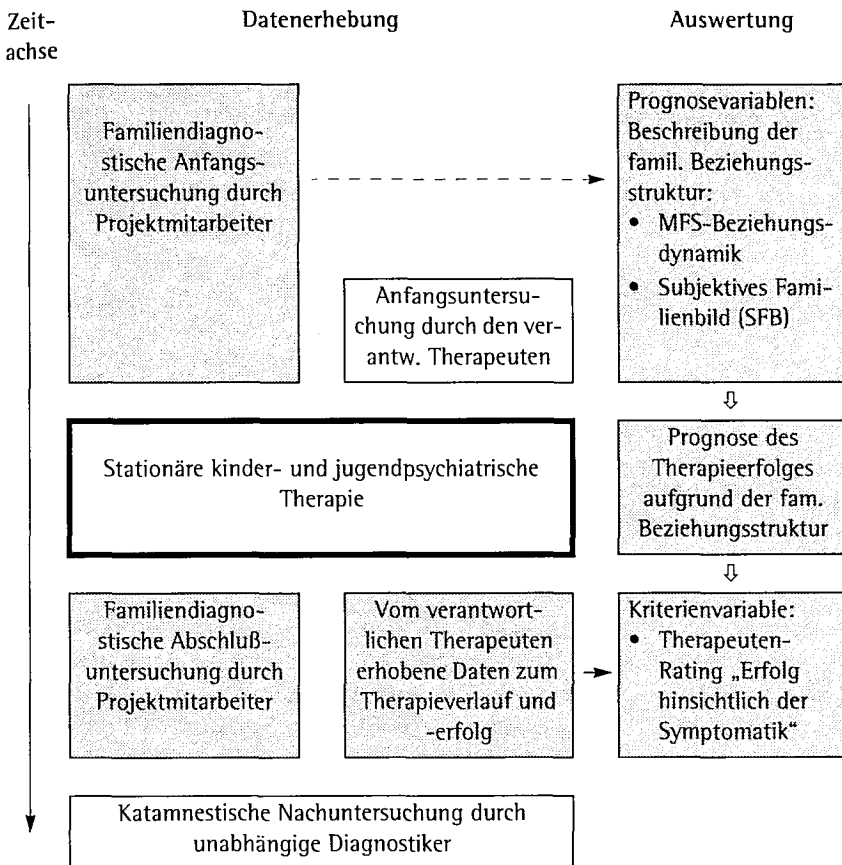 Zeit-
achse
Datenerhebung
Auswertung
Familiendiagno-
stische Anfangs-
untersuchung durch
Projektmitarbeiter
Prognosevariablen:
Beschreibung der
famil. Beziehungs-
struktur:
• MFS-Beziehungs-
dynamik
• Subjektives Fami-
lienbild (SFB)
Anfangsuntersu-
chung durch den ver-
antw. Therapeuten
Stationäre kinder- und jugendpsychiatrische
Therapie
Prognose des
Therapieerfolges
aufgrund der fam.
Beziehungsstruktur
Familiendiagno-
stische Abschluß-
untersuchung durch
Projektmitarbeiter
Vom verantwort-
lichen Therapeuten
erhobene Daten zum
Therapieverlauf und
-erfolg
Kriterienvariable:
• Therapeuten-
Rating „Erfolg
hinsichtlich der
Symptomatik“
Katamnestische Nachuntersuchung durch
unabhängige Diagnostiker